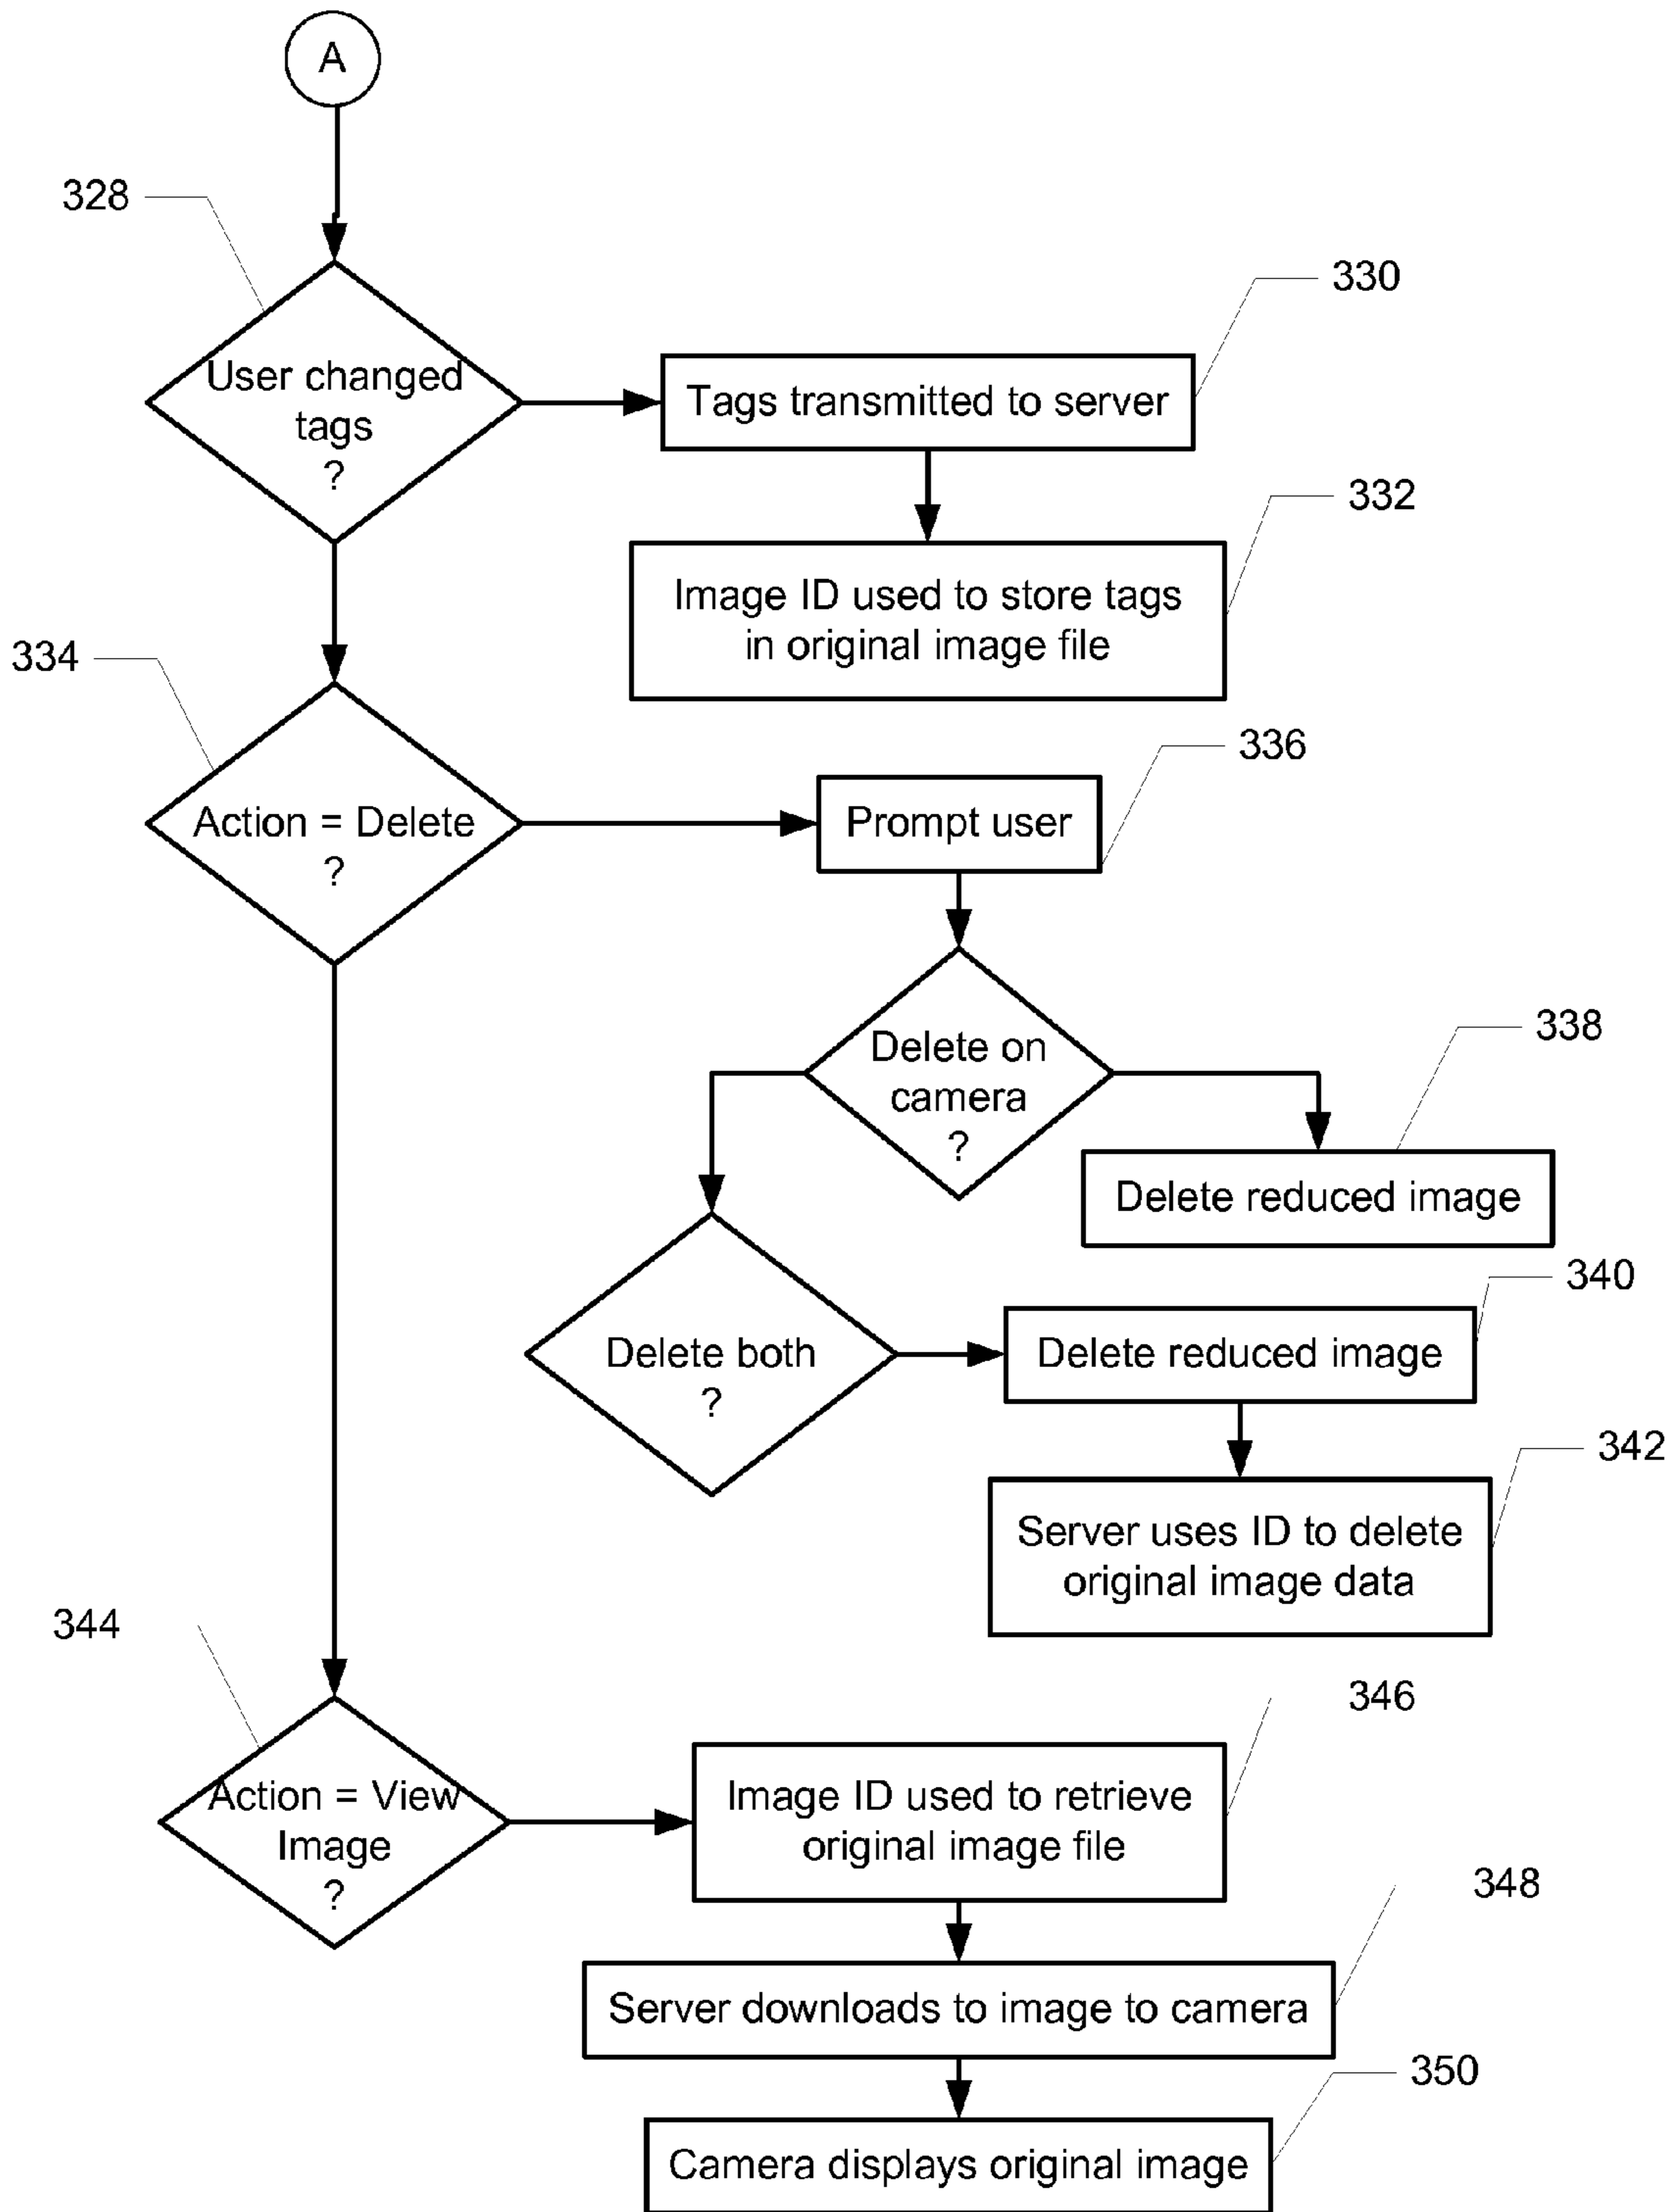 A
328
User changed
tags
?
330
Tags transmitted to server
332
Image ID used to store tags
in original image file
334
Action = Delete
?
336
Prompt user
Delete on
camera
?
338
Delete reduced image
Delete both
?
340
Delete reduced image
342
Server uses ID to delete
original image data
344
Action = View
Image
?
346
Image ID used to retrieve
original image file
348
Server downloads to image to camera
350
Camera displays original image